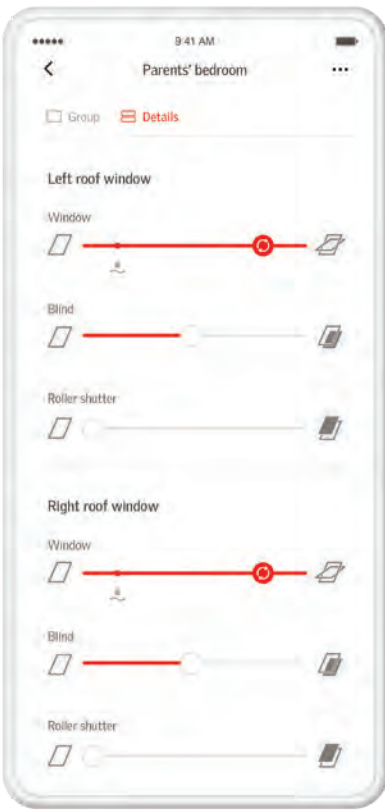 9:41 AM
Parents' bedroom
Group Details
Left roof window
Window
Blind
Roller shutter
Right roof window
Window
Blind
Roller shutter